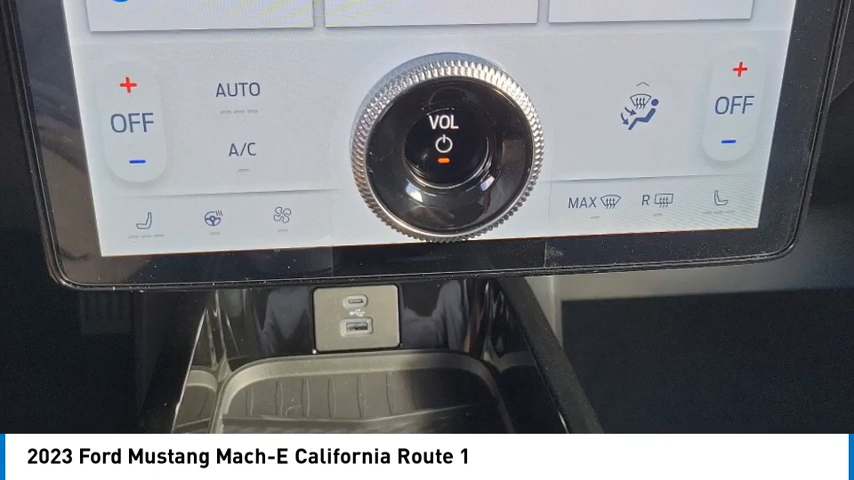 AUTO
OFF
A/C
VOL
OFF
MAX
R
2023 Ford Mustang Mach-E California Route 1